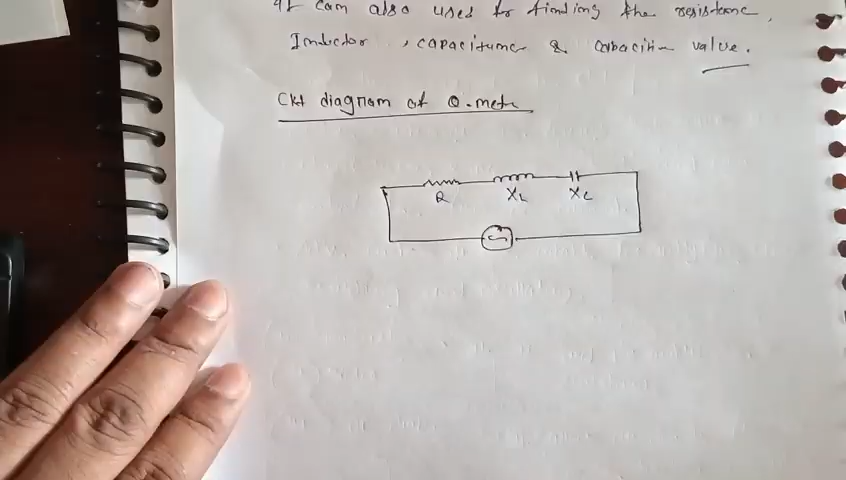 It can also used to finding the resistance,
Inductor, capacitance & capacitive value.
Ckt diagram of Q-meter
R XL XC